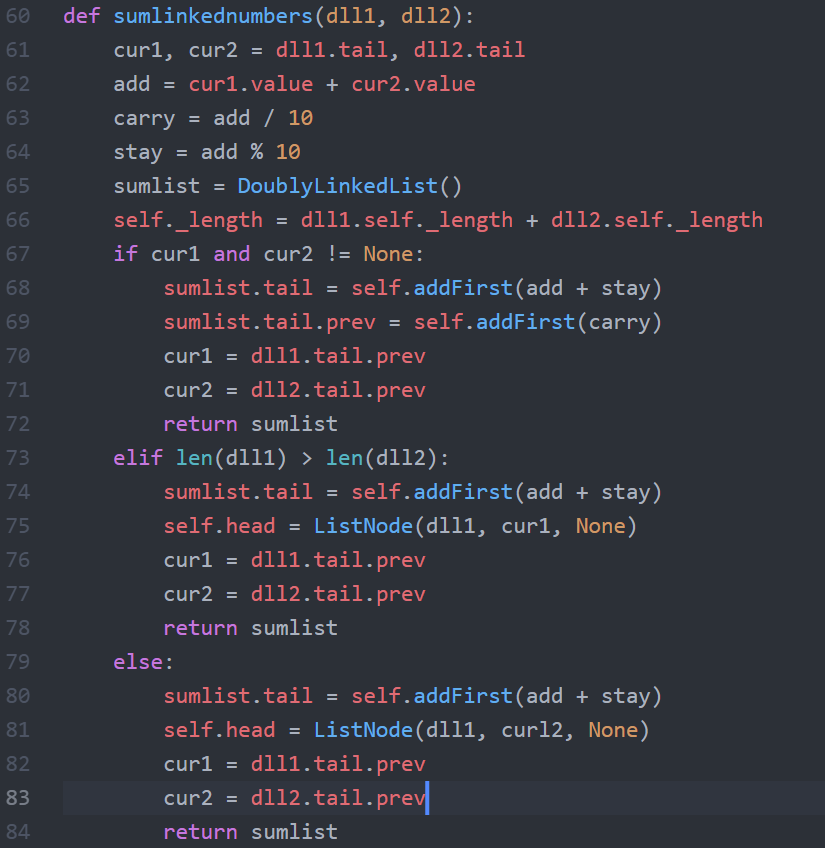 60 def sumlinkednumbers(dll1, dll2):
61     cur1, cur2 = dll1.tail, dll2.tail
62     add = cur1.value + cur2.value
63     carry = add / 10
64     stay = add % 10
65     sumlist = DoublyLinkedList()
66     self._length = dll1.self._length + dll2.self._length
67     if cur1 and cur2 != None:
68         sumlist.tail = self.addFirst(add + stay)
69         sumlist.tail.prev = self.addFirst(carry)
70         cur1 = dll1.tail.prev
71         cur2 = dll2.tail.prev
72         return sumlist
73     elif len(dll1) > len(dll2):
74         sumlist.tail = self.addFirst(add + stay)
75         self.head = ListNode(dll1, cur1, None)
76         cur1 = dll1.tail.prev
77         cur2 = dll2.tail.prev
78         return sumlist
79     else:
80         sumlist.tail = self.addFirst(add + stay)
81         self.head = ListNode(dll1, curl2, None)
82         cur1 = dll1.tail.prev
83         cur2 = dll2.tail.prev
84         return sumlist